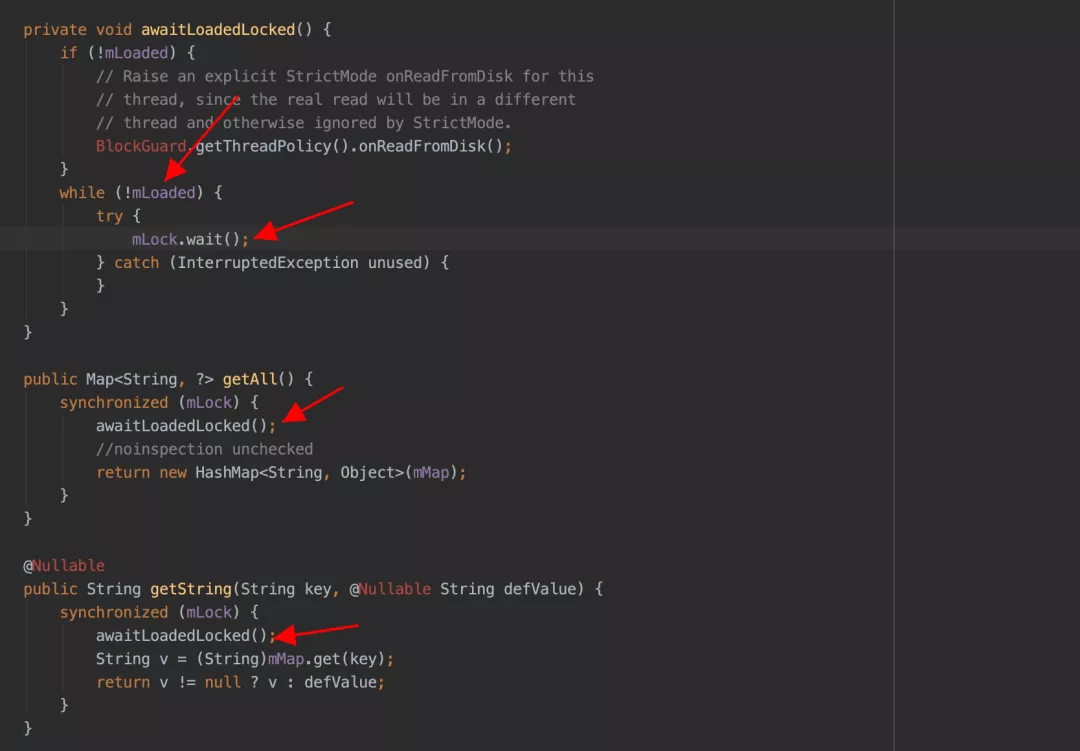 private void awaitLoadedLocked() {
if (!mLoaded) {
// Raise an explicit StrictMode onReadFromDisk for this
// thread, since the real read will be in a different
// thread and otherwise ignored by StrictMode.
BlockGuard.getThreadPolicy().onReadFromDisk();
}
while (!mLoaded) {
try {
mLock.wait();
} catch (InterruptedException unused) {
}
}
}
public Map<String, ?> getAll() {
synchronized (mLock) {
awaitLoadedLocked();
//noinspection unchecked
return new HashMap<String, Object>(mMap);
}
}
@Nullable
public String getString(String key, @Nullable String defValue) {
synchronized (mLock) {
awaitLoadedLocked();
String v = (String)mMap.get(key);
return v != null ? v : defValue;
}
}